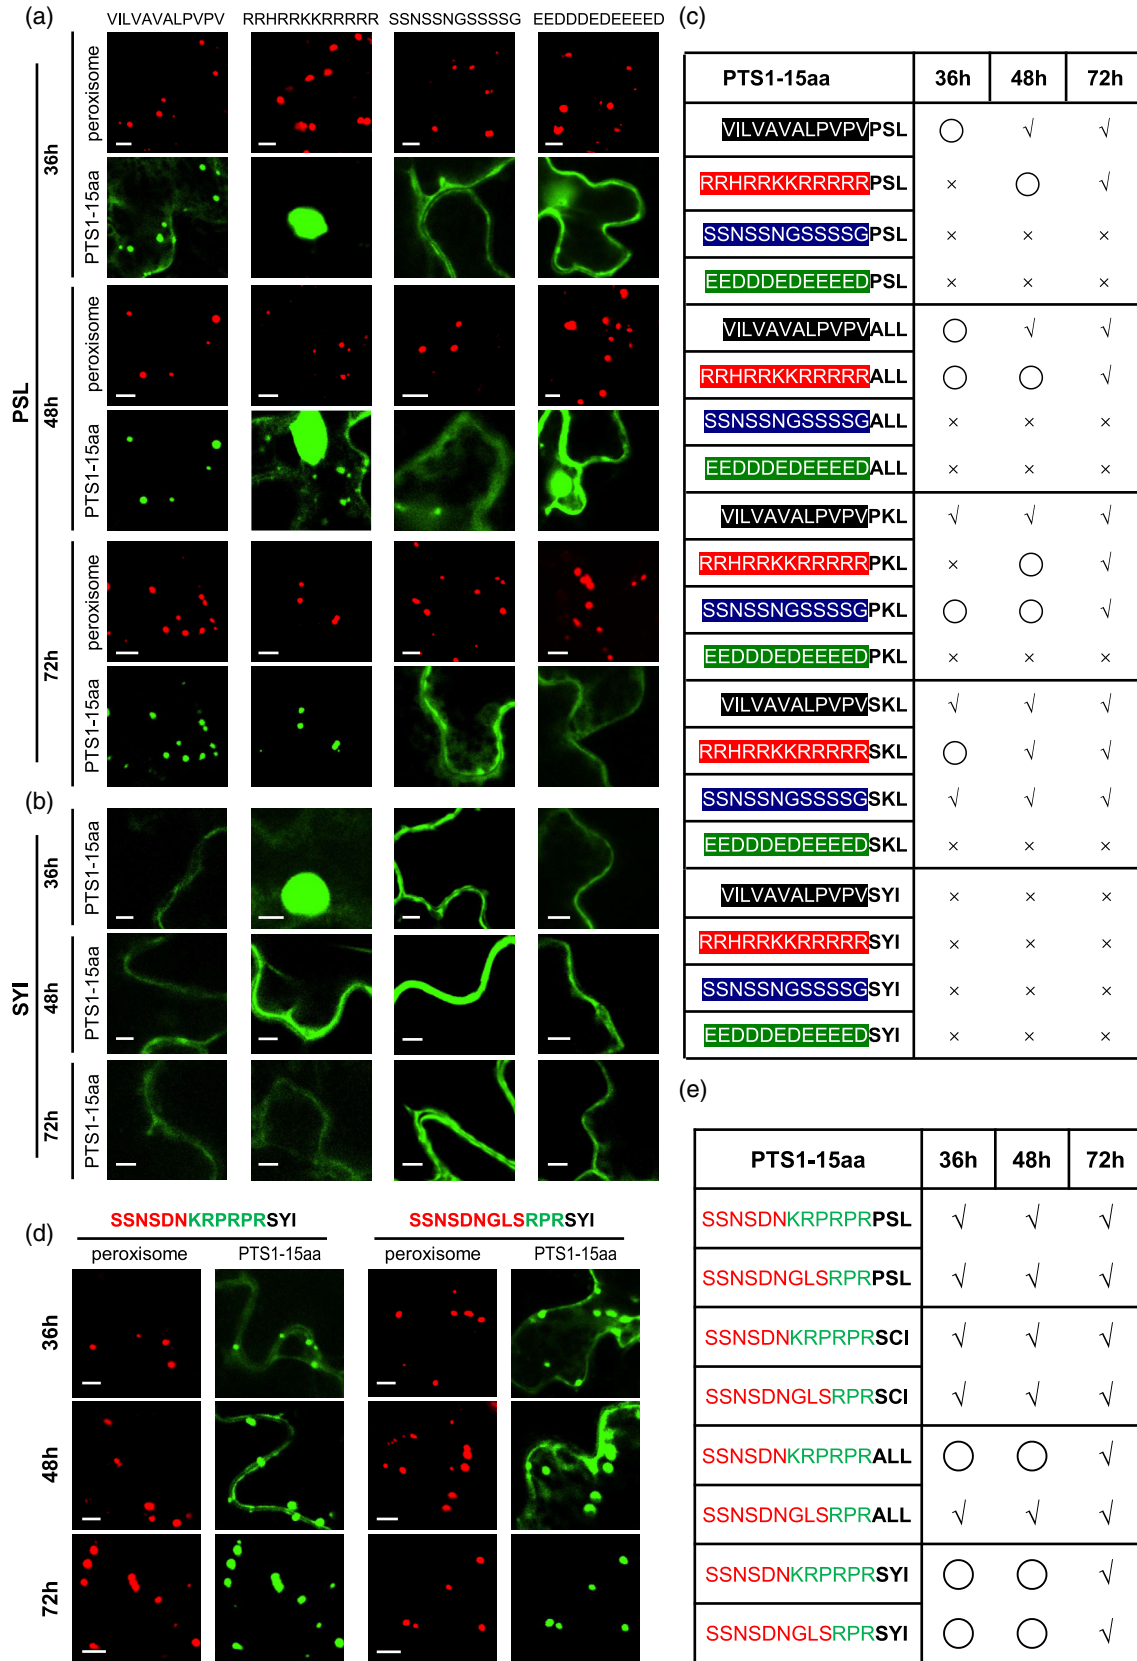 (a)
VILVAVALPVPV RRHRRKKRRRRR SSNSSNGSSSSG EEDDDEDEEEED
PSL
36h
peroxisome
PTS1-15aa
48h
peroxisome
PTS1-15aa
72h
peroxisome
PTS1-15aa
(b)
SYI
36h
PTS1-15aa
48h
PTS1-15aa
72h
PTS1-15aa
(c)
PTS1-15aa 36h 48h 72h
VILVAVALPVPVPSL ○ √ √
RRHRRKKRRRRRPSL × ○ √
SSNSSNGSSSSGPSL × × ×
EEDDDEDEEEEDPSL × × ×
VILVAVALPVPVALL ○ √ √
RRHRRKKRRRRRALL ○ ○ √
SSNSSNGSSSSGALL × × ×
EEDDDEDEEEEDALL × × ×
VILVAVALPVPVPKL √ √ √
RRHRRKKRRRRRPKL × ○ √
SSNSSNGSSSSGPKL ○ ○ √
EEDDDEDEEEEDPKL × × ×
VILVAVALPVPVSKL √ √ √
RRHRRKKRRRRRSKL ○ √ √
SSNSSNGSSSSGSKL √ √ √
EEDDDEDEEEEDSKL × × ×
VILVAVALPVPVSYI × × ×
RRHRRKKRRRRRSYI × × ×
SSNSSNGSSSSGSYI × × ×
EEDDDEDEEEEDSYI × × ×
(d)
SSNSDNKRPRPRSYI SSNSDNGLSRPRSYI
peroxisome PTS1-15aa peroxisome PTS1-15aa
36h
48h
72h
(e)
PTS1-15aa 36h 48h 72h
SSNSDNKRPRPRPSL √ √ √
SSNSDNGLSRPRPSL √ √ √
SSNSDNKRPRPRSCI √ √ √
SSNSDNGLSRPRSCI √ √ √
SSNSDNKRPRPRALL ○ ○ √
SSNSDNGLSRPRALL √ √ √
SSNSDNKRPRPRSYI ○ ○ √
SSNSDNGLSRPRSYI ○ ○ √